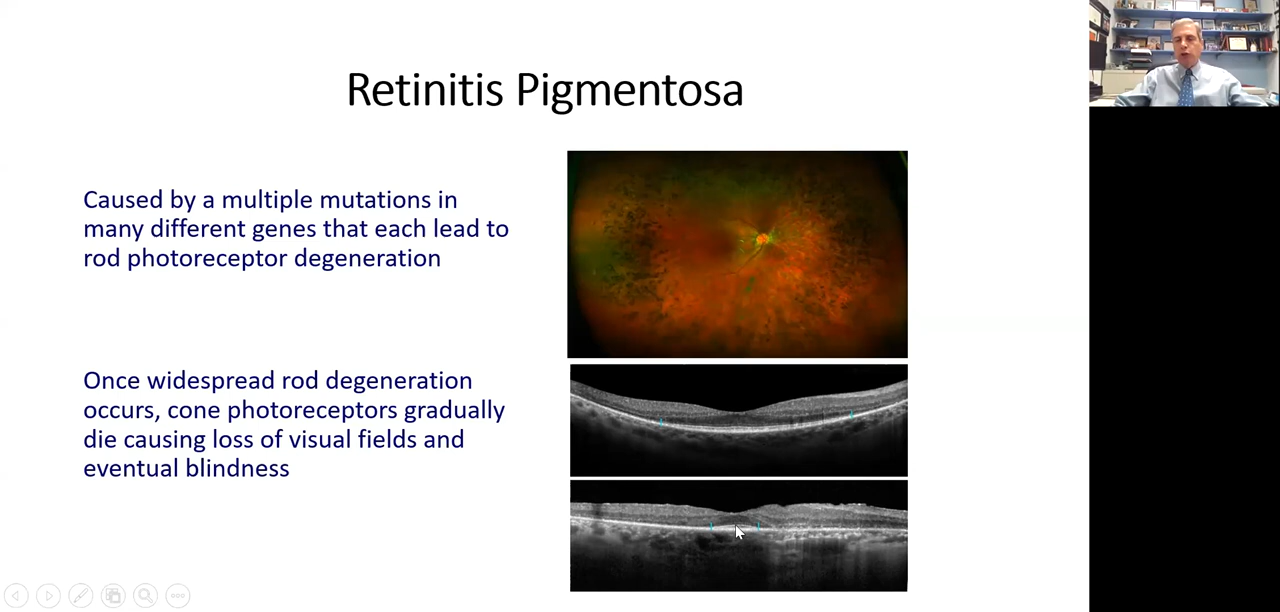 Retinitis Pigmentosa
Caused by a multiple mutations in
many different genes that each lead to
rod photoreceptor degeneration
Once widespread rod degeneration
occurs, cone photoreceptors gradually
die causing loss of visual fields and
eventual blindness